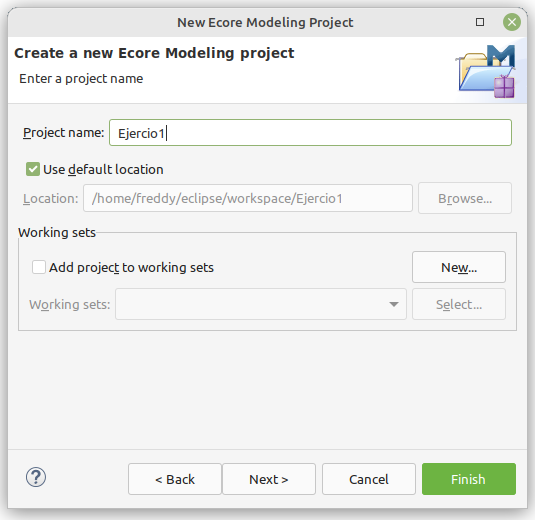 New Ecore Modeling Project
Create a new Ecore Modeling project
Enter a project name
Project name: Ejercio1
Use default location
Location: /home/freddy/eclipse/workspace/Ejercio1 Browse...
Working sets
Add project to working sets New...
Working sets: Select...
? < Back Next > Cancel Finish